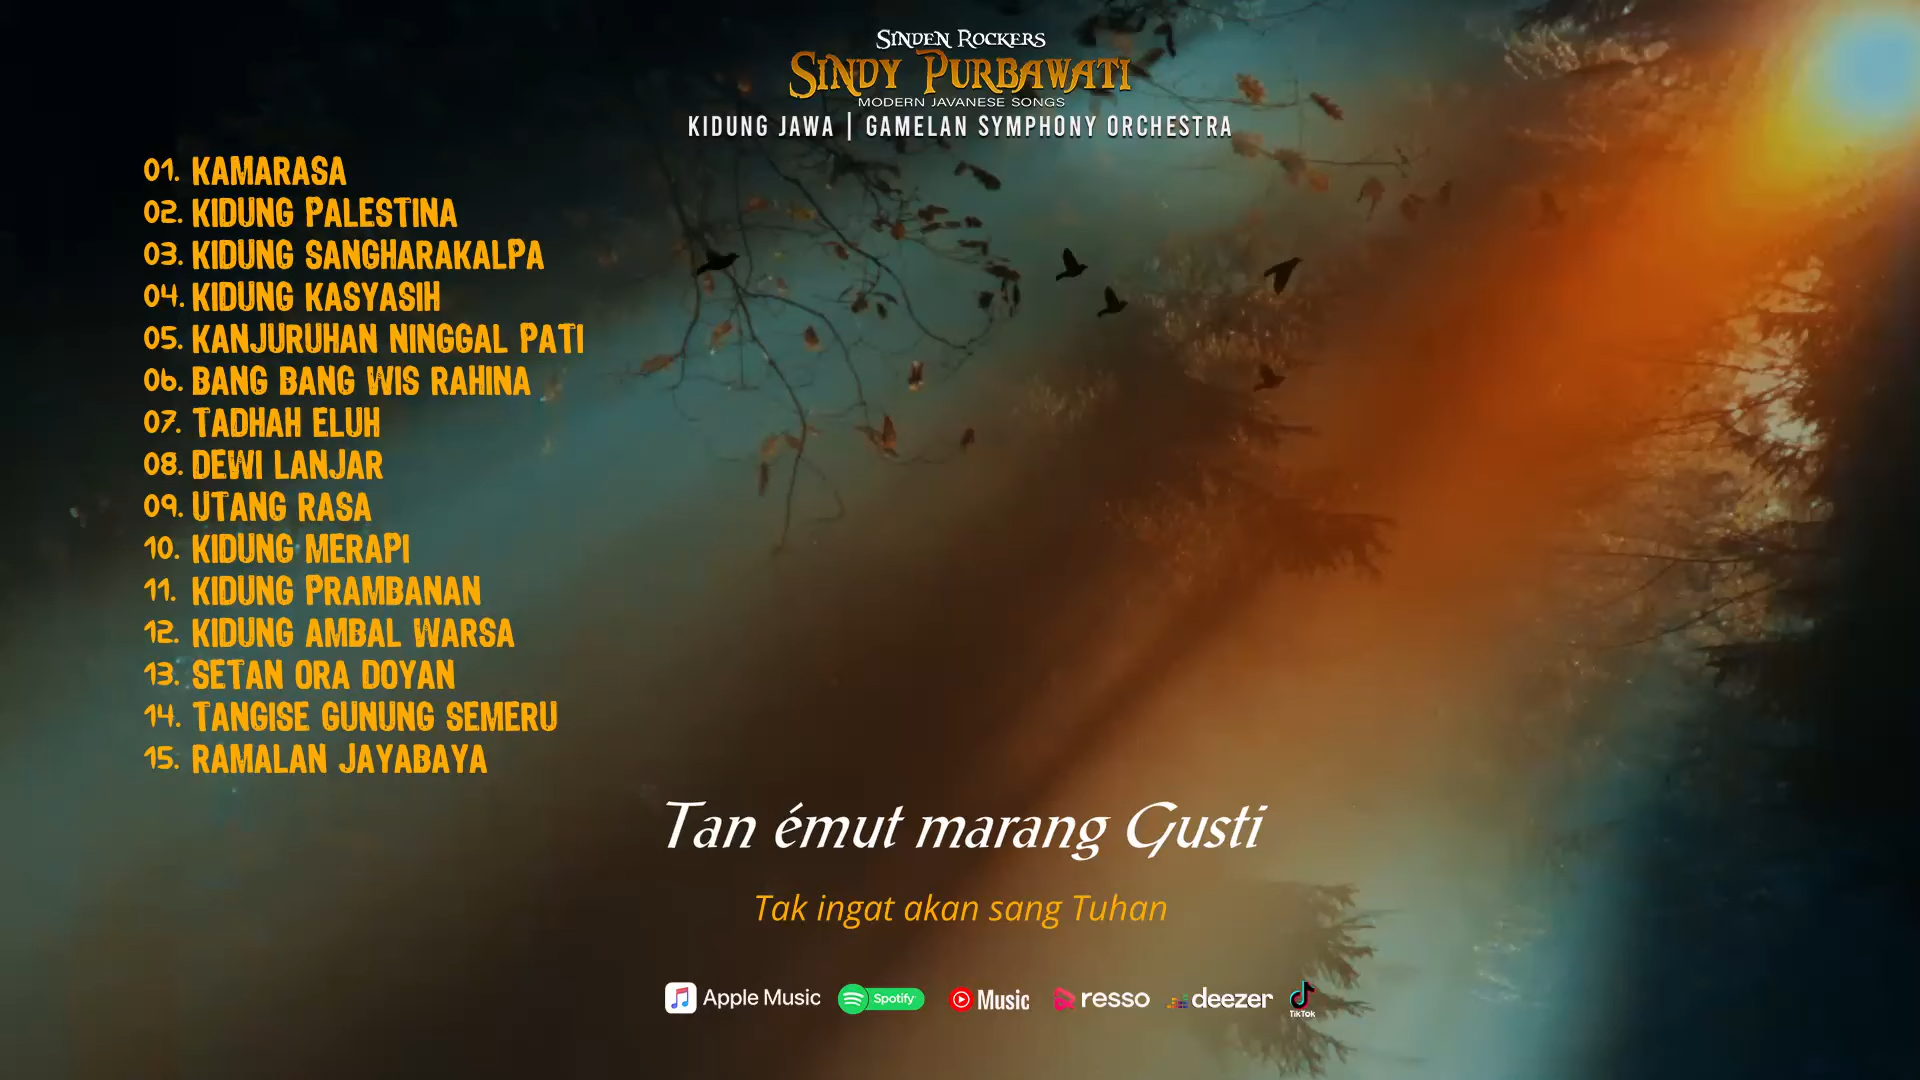 SINDEN ROCKERS
SINDY PURBAWATI
MODERN JAVANESE SONGS
KIDUNG JAWA | GAMELAN SYMPHONY ORCHESTRA
01. KAMARASA
02. KIDUNG PALESTINA
03. KIDUNG SANGHARAKALPA
04. KIDUNG KASYASIH
05. KANJURUHAN NINGGAL PATI
06. BANG BANG WIS RAHINA
07. TADHAH ELUH
08. DEWI LANJAR
09. UTANG RASA
10. KIDUNG MERAPI
11. KIDUNG PRAMBANAN
12. KIDUNG AMBAL WARSA
13. SETAN ORA DOYAN
14. TANGISE GUNUNG SEMERU
15. RAMALAN JAYABAYA
Tan émut marang Gusti
Tak ingat akan sang Tuhan
Apple Music Spotify Music resso deezer TikTok